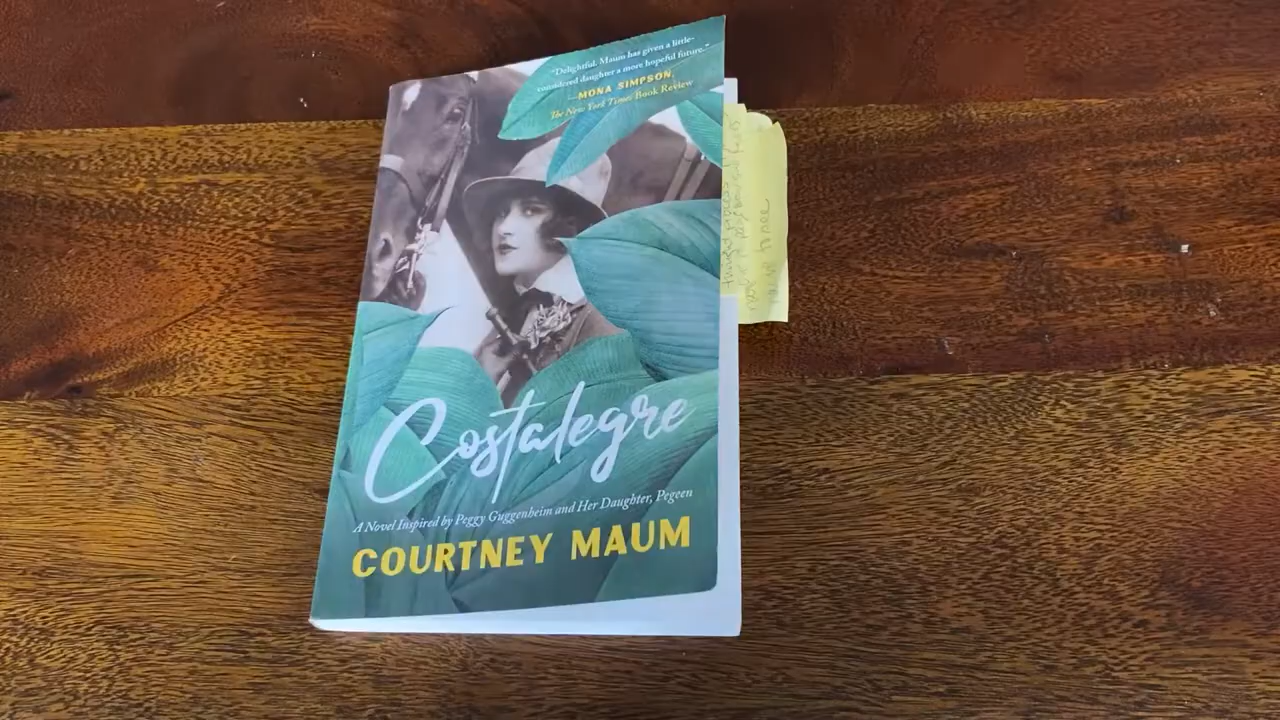 "Delightful. Maum has given a little-
considered daughter a more hopeful future."
—MONA SIMPSON,
The New York Times Book Review
Costalegre
A Novel Inspired by Peggy Guggenheim and Her Daughter, Pegeen
COURTNEY MAUM